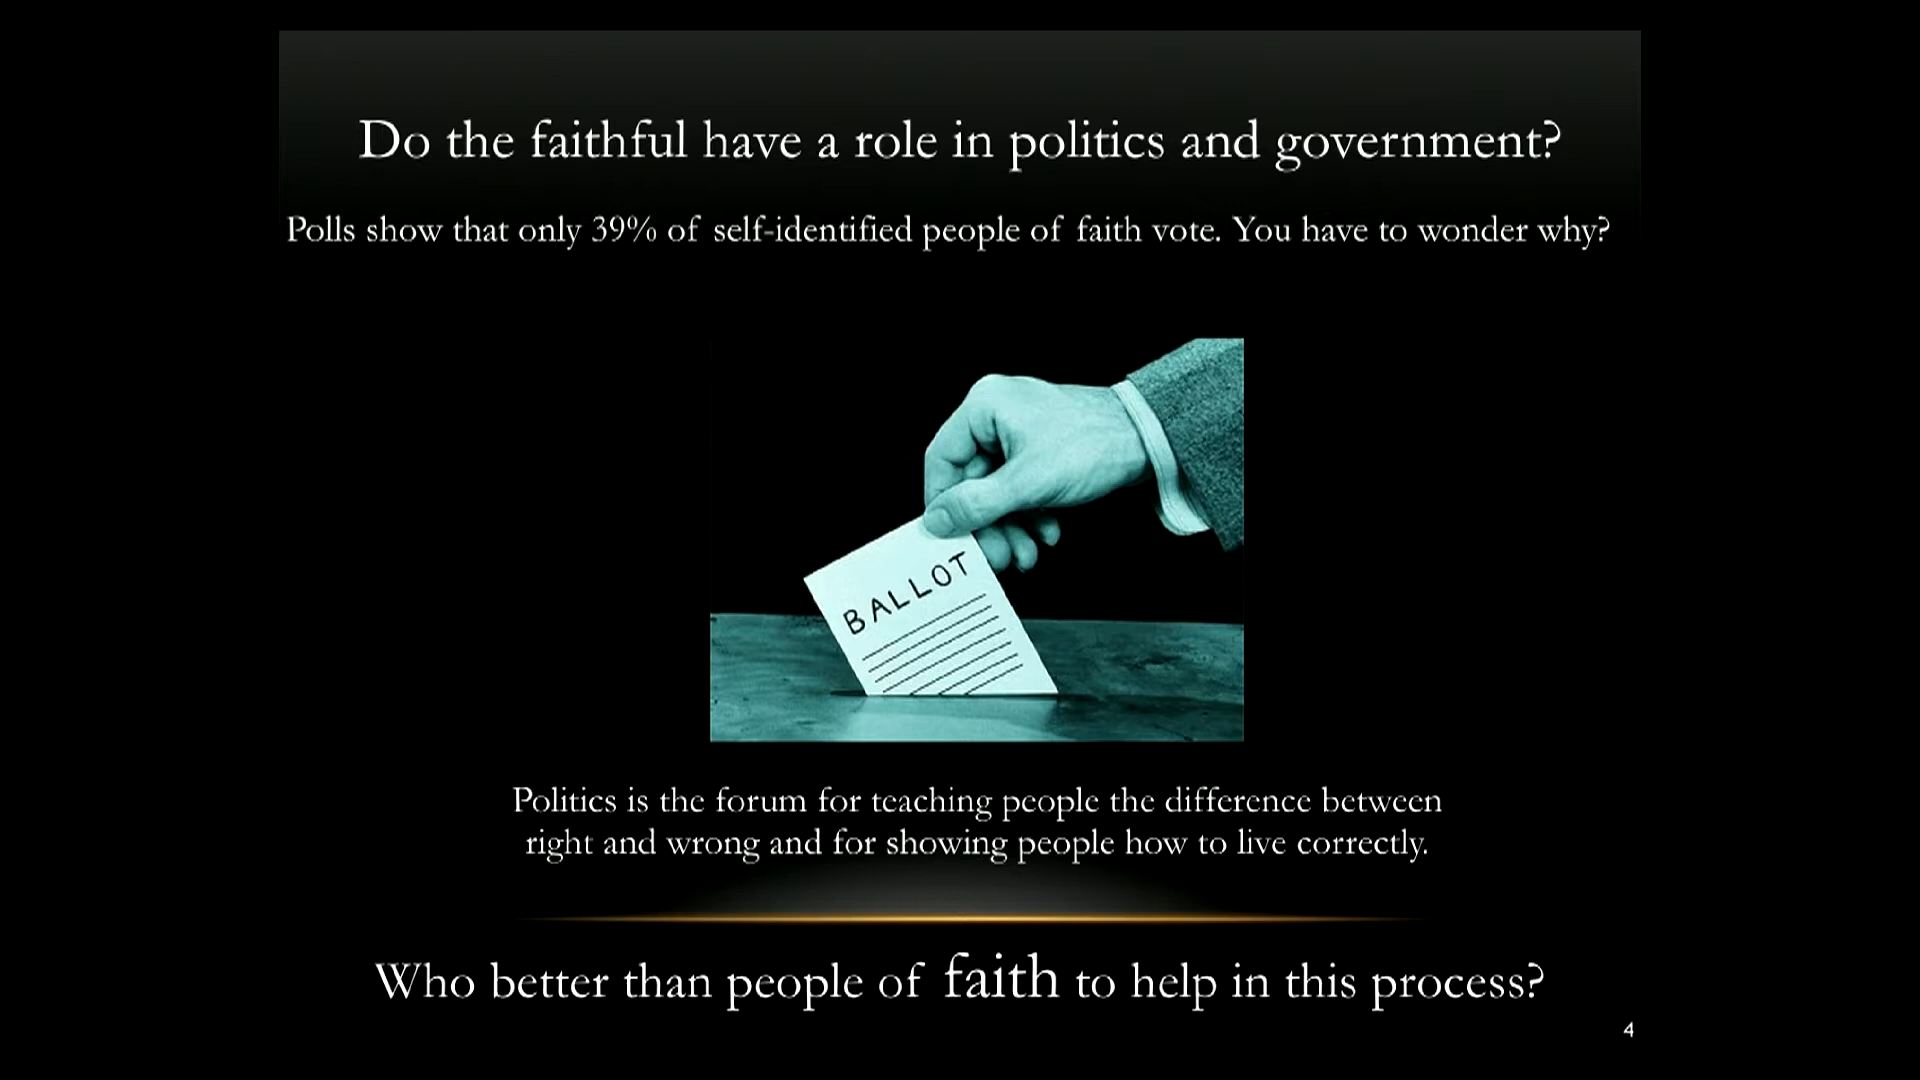 Do the faithful have a role in politics and government?
Polls show that only 39% of self-identified people of faith vote. You have to wonder why?
BALLOT
Politics is the forum for teaching people the difference between
right and wrong and for showing people how to live correctly.
Who better than people of faith to help in this process?
4